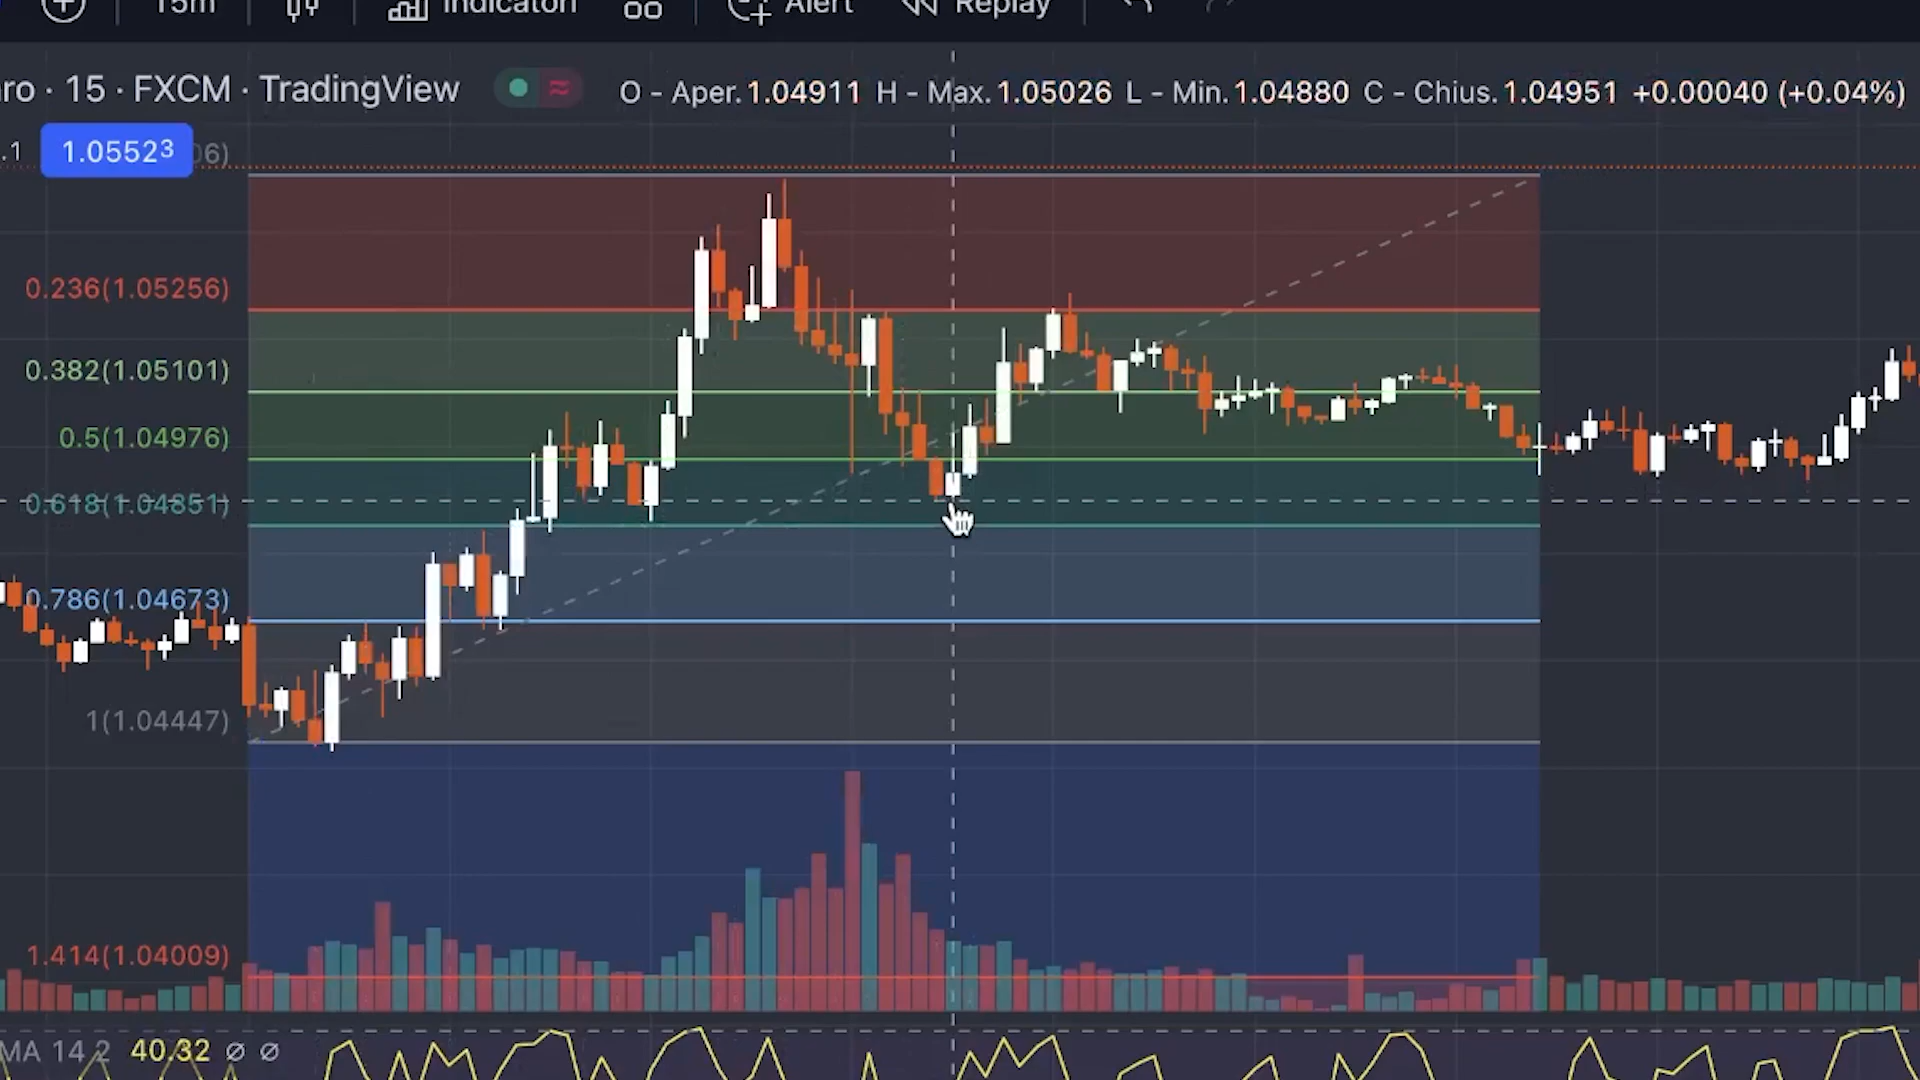 15m Indicatori Alert Replay
ro · 15 · FXCM · TradingView O - Aper.1.04911 H - Max.1.05026 L - Min.1.04880 C - Chius.1.04951 +0.00040 (+0.04%)
.1 1.05523 06)
0.236(1.05256)
0.382(1.05101)
0.5(1.04976)
0.618(1.04851)
0.786(1.04673)
1(1.04447)
1.414(1.04009)
MA 14 2 40.32 ∅ ∅